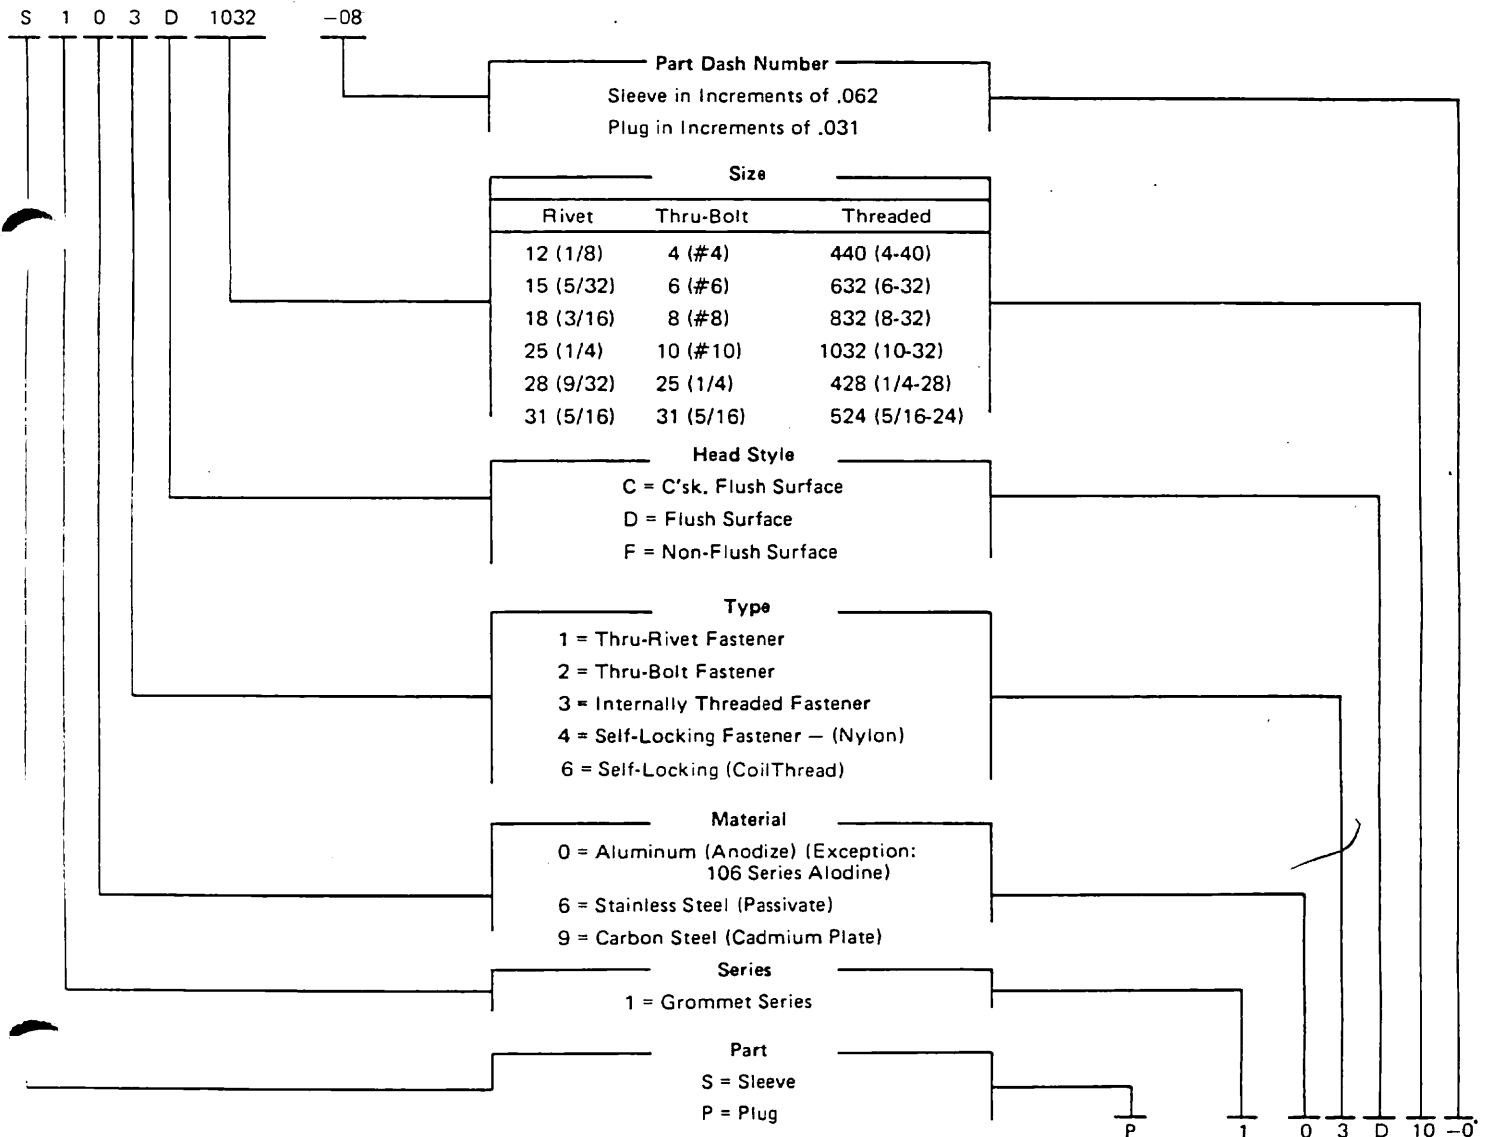 S 1 0 3 D 1032 -08
Part Dash Number
Sleeve in Increments of .062
Plug in Increments of .031
Size
Rivet Thru-Bolt Threaded
12 (1/8) 4 (#4) 440 (4-40)
15 (5/32) 6 (#6) 632 (6-32)
18 (3/16) 8 (#8) 832 (8-32)
25 (1/4) 10 (#10) 1032 (10-32)
28 (9/32) 25 (1/4) 428 (1/4-28)
31 (5/16) 31 (5/16) 524 (5/16-24)
Head Style
C = C'sk. Flush Surface
D = Flush Surface
F = Non-Flush Surface
Type
1 = Thru-Rivet Fastener
2 = Thru-Bolt Fastener
3 = Internally Threaded Fastener
4 = Self-Locking Fastener — (Nylon)
6 = Self-Locking (CoilThread)
Material
0 = Aluminum (Anodize) (Exception:
106 Series Alodine)
6 = Stainless Steel (Passivate)
9 = Carbon Steel (Cadmium Plate)
Series
1 = Grommet Series
Part
S = Sleeve
P = Plug
P 1 0 3 D 10